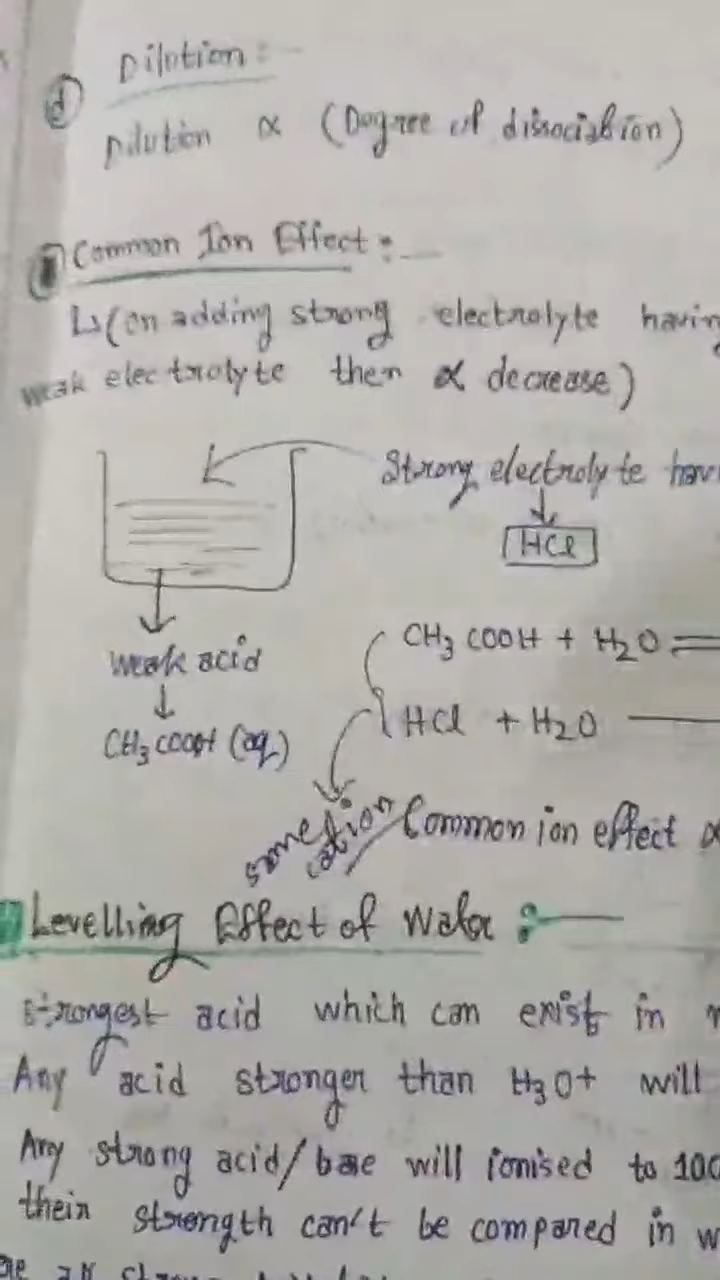 Dilution:-
(d)
Dilution ∝ (Degree of dissociation)
Common Ion Effect:-
↳(on adding strong electrolyte havin
weak electrolyte then α decrease)
Strong electrolyte hav
HCl
weak acid
CH3COOH (aq.)
CH3COOH + H2O ⇌
HCl + H2O
same cation
Common ion effect ∝
Levelling Effect of Water :-
strongest acid which can exist in
Any acid stronger than H3O+ will
Any strong acid/base will ionised to 100
their strength can't be compared in w